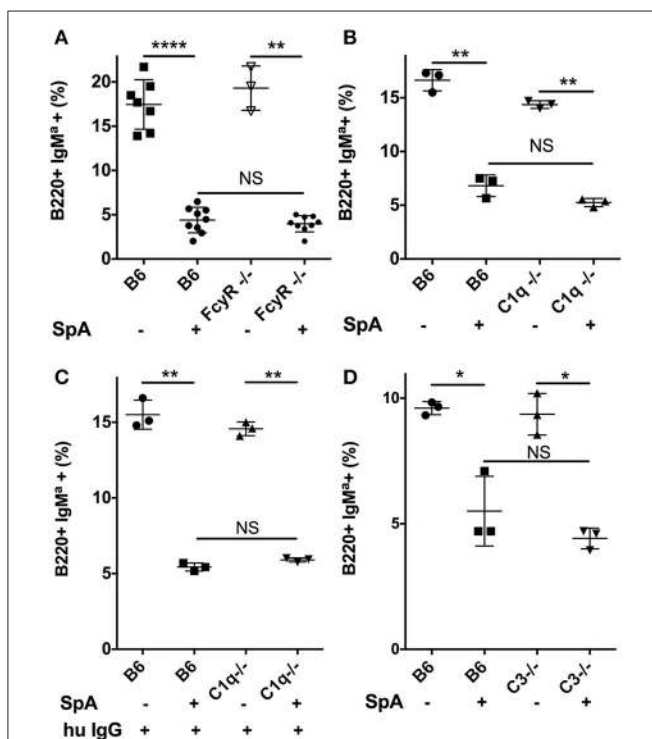 A
B220+ IgMa + (%)
20
15
10
5
0
****
**
NS
B6
B6
FcyR -/-
FcyR -/-
SpA
-
+
-
+
B
B220+ IgMa + (%)
15
10
5
0
**
**
NS
B6
B6
C1q -/-
C1q -/-
SpA
-
+
-
+
C
B220+ IgMa + (%)
15
10
5
0
**
**
NS
B6
B6
C1q-/-
C1q-/-
SpA
-
+
-
+
hu IgG
+
+
+
+
D
B220+ IgMa + (%)
10
5
0
*
*
NS
B6
B6
C3-/-
C3-/-
SpA
-
+
-
+